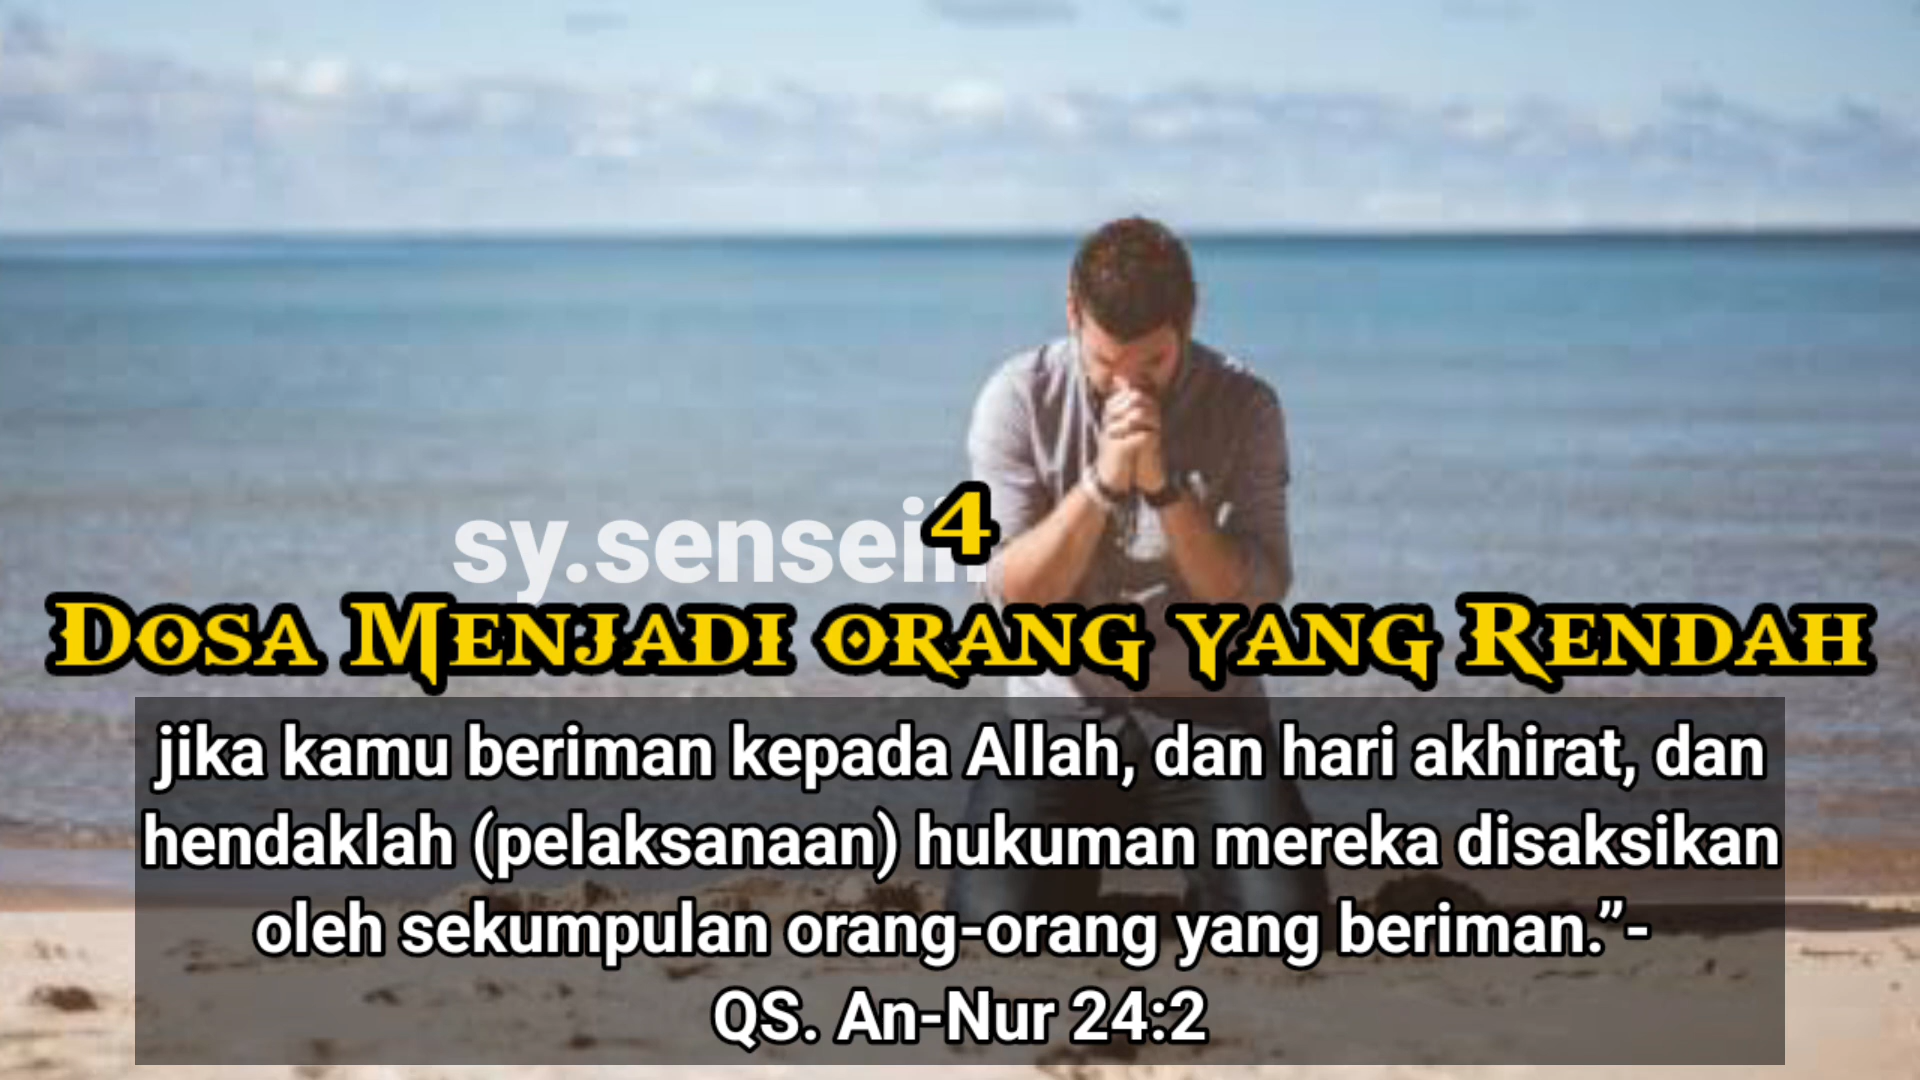 sy.senseiii
4
Dosa Menjadi orang yang Rendah
jika kamu beriman kepada Allah, dan hari akhirat, dan
hendaklah (pelaksanaan) hukuman mereka disaksikan
oleh sekumpulan orang-orang yang beriman.”-
QS. An-Nur 24:2